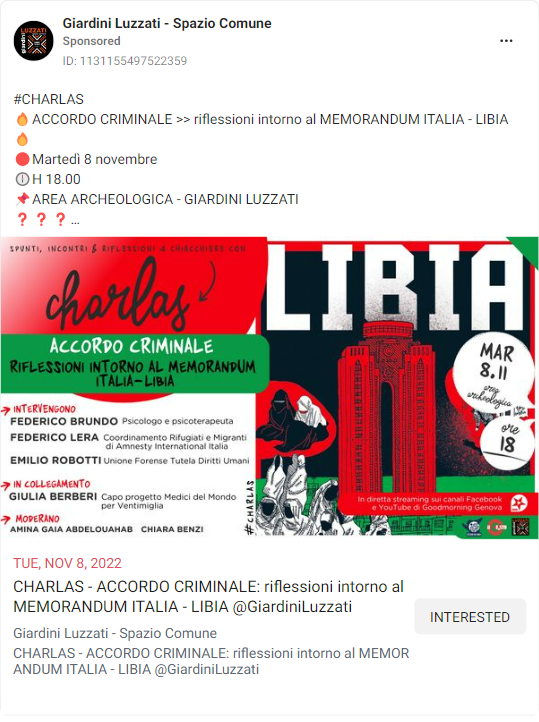 Giardini Luzzati - Spazio Comune
Sponsored
ID: 1131155497522359
#CHARLAS
🔥 ACCORDO CRIMINALE >> riflessioni intorno al MEMORANDUM ITALIA - LIBIA
🔥
🔴 Martedì 8 novembre
🕕 H 18.00
📌 AREA ARCHEOLOGICA - GIARDINI LUZZATI
❓ ❓ ❓ ...
SPUNTI, INCONTRI & RIFLESSIONI A CHIACCHIERE CON
charlas
ACCORDO CRIMINALE
RIFLESSIONI INTORNO AL MEMORANDUM
ITALIA-LIBIA
INTERVENGONO
FEDERICO BRUNDO Psicologo e psicoterapeuta
FEDERICO LERA Coordinamento Rifugiati e Migranti
di Amnesty International Italia
EMILIO ROBOTTI Unione Forense Tutela Diritti Umani
IN COLLEGAMENTO
GIULIA BERBERI Capo progetto Medici del Mondo
per Ventimiglia
MODERANO
AMINA GAIA ABDELOUAHAB CHIARA BENZI
LIBIA
MAR
8.11
area
archeologica
ore
18
#CHARLAS
In diretta streaming sui canali Facebook
e YouTube di Goodmorning Genova
TUE, NOV 8, 2022
CHARLAS - ACCORDO CRIMINALE: riflessioni intorno al
MEMORANDUM ITALIA - LIBIA @GiardiniLuzzati
INTERESTED
Giardini Luzzati - Spazio Comune
CHARLAS - ACCORDO CRIMINALE: riflessioni intorno al MEMOR
ANDUM ITALIA - LIBIA @GiardiniLuzzati